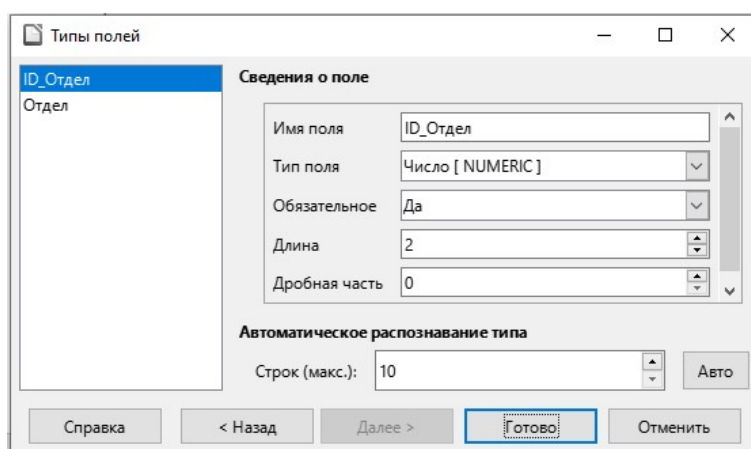 Типы полей
ID_Отдел
Отдел
Сведения о поле
Имя поля ID_Отдел
Тип поля Число [ NUMERIC ]
Обязательное Да
Длина 2
Дробная часть 0
Автоматическое распознавание типа
Строк (макс.): 10 Авто
Справка < Назад Далее > Готово Отменить